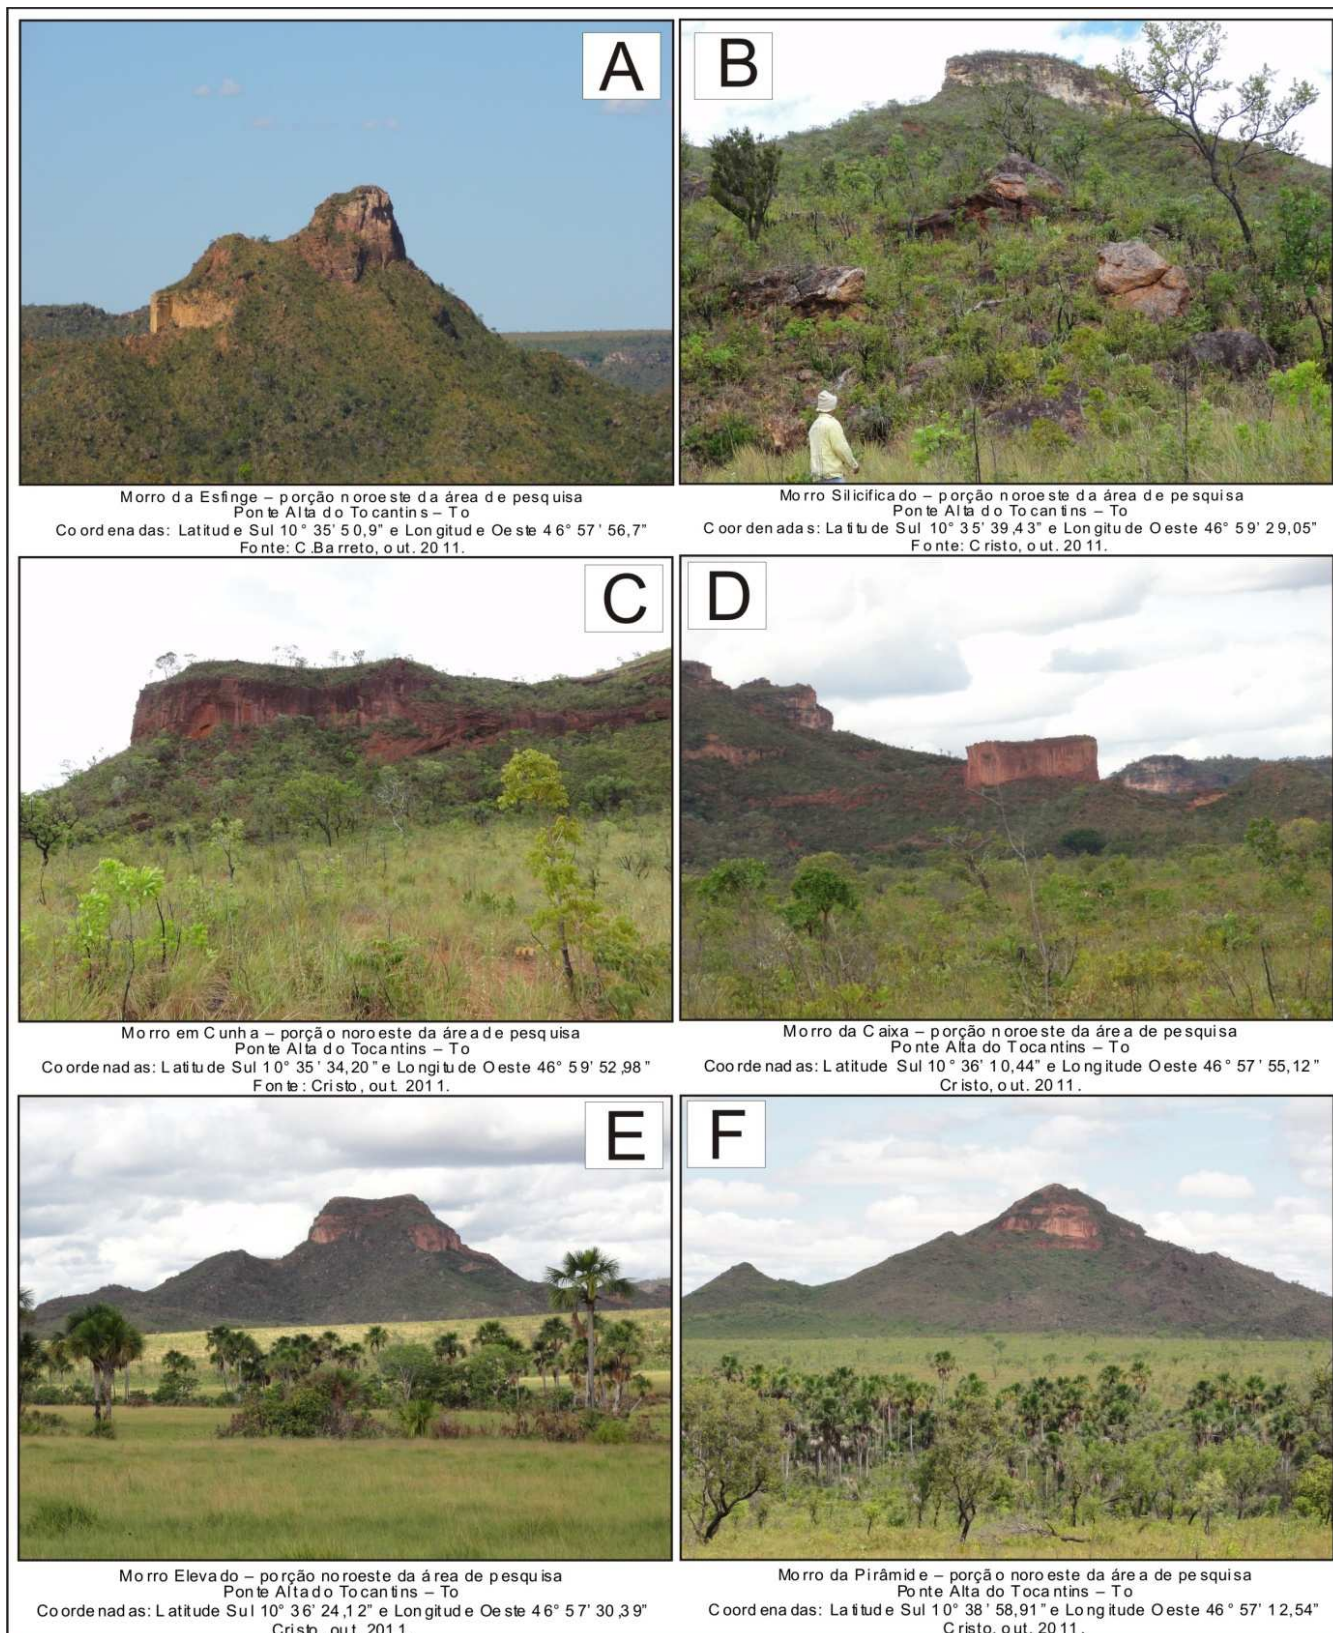 A
B
Morro da Esfinge – porção noroeste da área de pesquisa
Ponte Alta do Tocantins – To
Coordenadas: Latitude Sul 10° 35’ 50,9” e Longitude Oeste 46° 57’ 56,7”
Fonte: C.Barreto, out. 2011.
Morro Silicificado – porção noroeste da área de pesquisa
Ponte Alta do Tocantins – To
Coordenadas: Latitude Sul 10° 35’ 39,43” e Longitude Oeste 46° 59’ 29,05”
Fonte: Cristo, out. 2011.
C
D
Morro em Cunha – porção noroeste da área de pesquisa
Ponte Alta do Tocantins – To
Coordenadas: Latitude Sul 10° 35’ 34,20” e Longitude Oeste 46° 59’ 52,98”
Fonte: Cristo, out. 2011.
Morro da Caixa – porção noroeste da área de pesquisa
Ponte Alta do Tocantins – To
Coordenadas: Latitude Sul 10° 36’ 10,44” e Longitude Oeste 46° 57’ 55,12”
Cristo, out. 2011.
E
F
Morro Elevado – porção noroeste da área de pesquisa
Ponte Alta do Tocantins – To
Coordenadas: Latitude Sul 10° 36’ 24,12” e Longitude Oeste 46° 57’ 30,39”
Cristo, out. 2011.
Morro da Pirâmide – porção noroeste da área de pesquisa
Ponte Alta do Tocantins – To
Coordenadas: Latitude Sul 10° 38’ 58,91” e Longitude Oeste 46° 57’ 12,54”
Cristo, out. 2011.